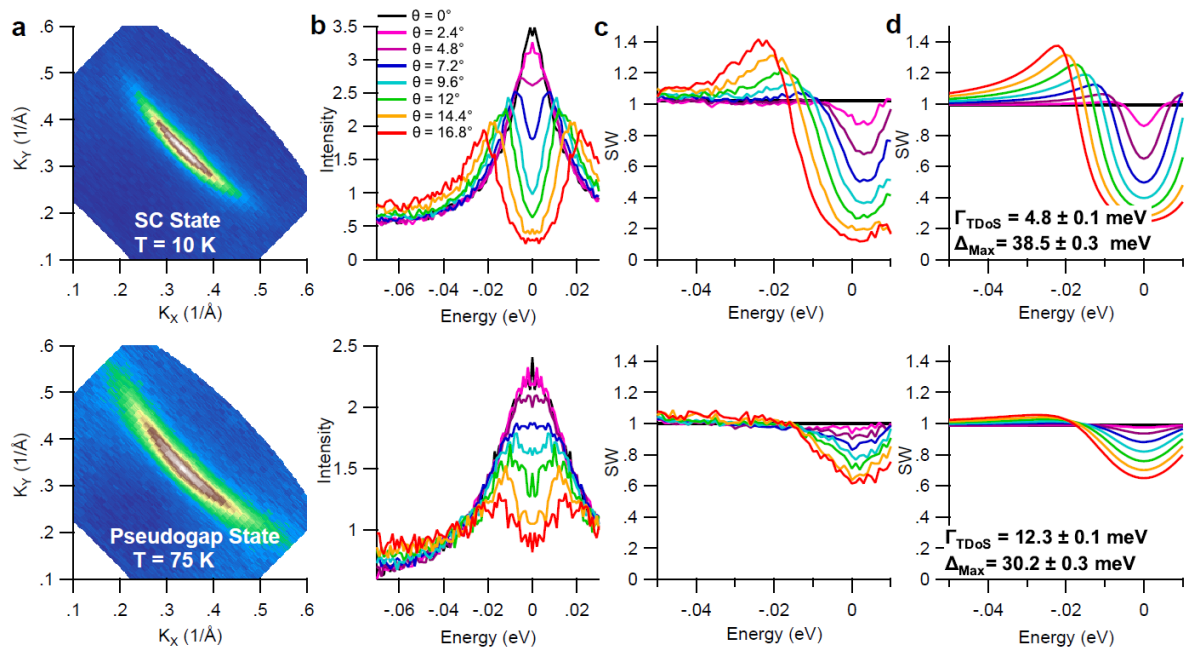 a
.6
.5
.4
.3
.2
.1
K_Y (1/Å)
SC State
T = 10 K
.1 .2 .3 .4 .5 .6
K_X (1/Å)
b
3.5
3
2.5
2
1.5
1
.5
0
Intensity
θ = 0°
θ = 2.4°
θ = 4.8°
θ = 7.2°
θ = 9.6°
θ = 12°
θ = 14.4°
θ = 16.8°
-.06 -.04 -.02 0 .02
Energy (eV)
c
1.4
1.2
1
.8
.6
.4
.2
0
SW
-.04 -.02 0
Energy (eV)
d
1.4
1.2
1
.8
.6
.4
.2
0
SW
Γ_TDoS = 4.8 ± 0.1 meV
Δ_Max = 38.5 ± 0.3 meV
-.04 -.02 0
Energy (eV)
.6
.5
.4
.3
.2
.1
K_Y (1/Å)
Pseudogap State
T = 75 K
.1 .2 .3 .4 .5 .6
K_X (1/Å)
2.5
2
1.5
1
Intensity
-.06 -.04 -.02 0 .02
Energy (eV)
1.4
1.2
1
.8
.6
.4
.2
0
SW
-.04 -.02 0
Energy (eV)
1.4
1.2
1
.8
.6
.4
.2
0
SW
Γ_TDoS = 12.3 ± 0.1 meV
Δ_Max = 30.2 ± 0.3 meV
-.04 -.02 0
Energy (eV)